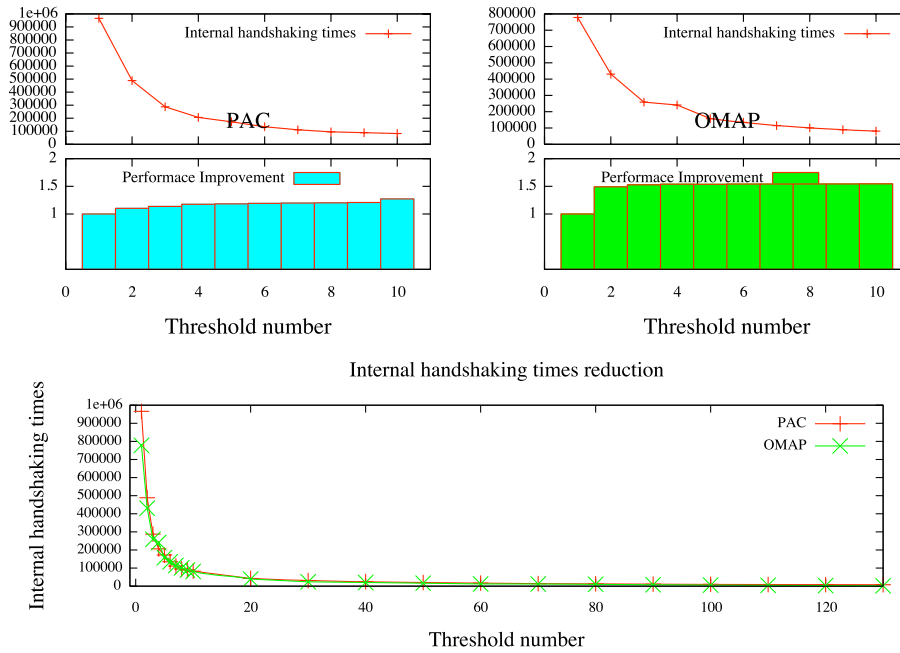 1e+06
900000
800000
700000
600000
500000
400000
300000
200000
100000
0
Internal handshaking times
PAC
2
1.5
1
Performace Improvement
0 2 4 6 8 10
Threshold number
800000
700000
600000
500000
400000
300000
200000
100000
0
Internal handshaking times
OMAP
2
1.5
1
Performace Improvement
0 2 4 6 8 10
Threshold number
Internal handshaking times reduction
Internal handshaking times
1e+06
900000
800000
700000
600000
500000
400000
300000
200000
100000
0
PAC
OMAP
0 20 40 60 80 100 120
Threshold number